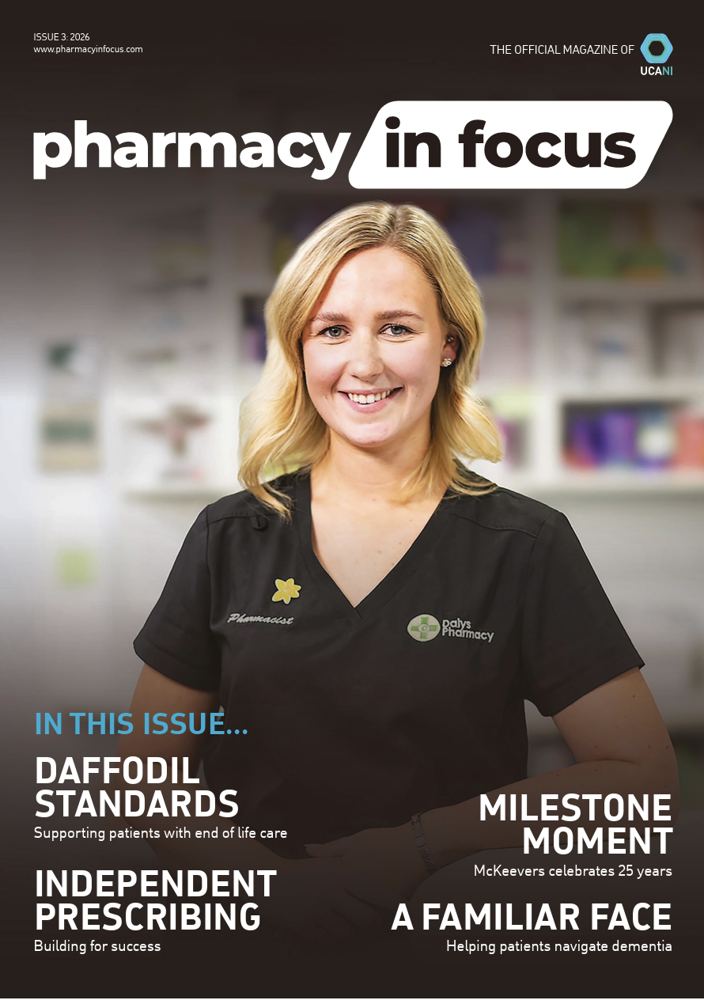 ISSUE 3: 2026
www.pharmacyinfocus.com
THE OFFICIAL MAGAZINE OF
UCANI
pharmacy in focus
Pharmacist
Dalys
Pharmacy
IN THIS ISSUE...
DAFFODIL
STANDARDS
Supporting patients with end of life care
INDEPENDENT
PRESCRIBING
Building for success
MILESTONE
MOMENT
McKeevers celebrates 25 years
A FAMILIAR FACE
Helping patients navigate dementia